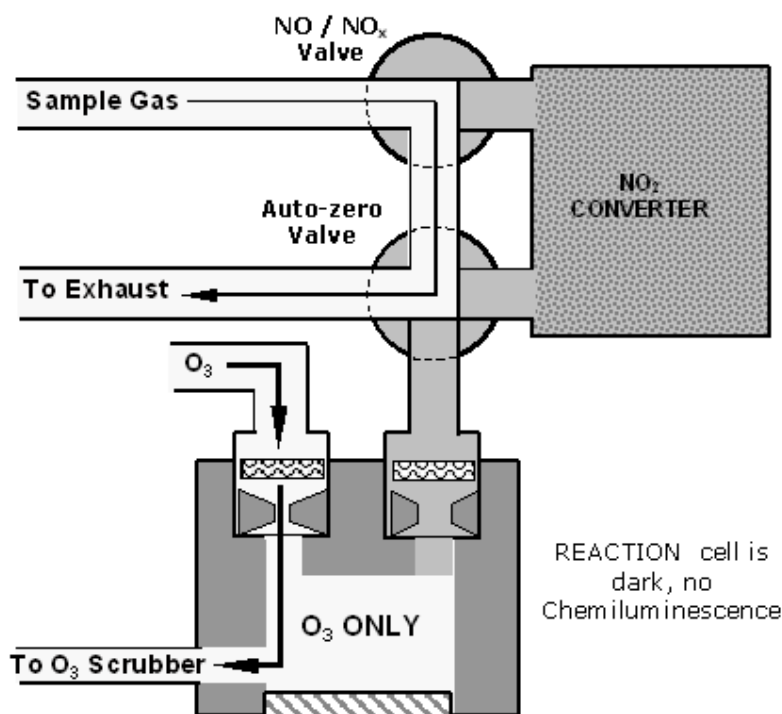 NO / NOₓ
Valve
Sample Gas
NO₂
CONVERTER
Auto-zero
Valve
To Exhaust
O₃
REACTION cell is
dark, no
Chemiluminescence
O₃ ONLY
To O₃ Scrubber